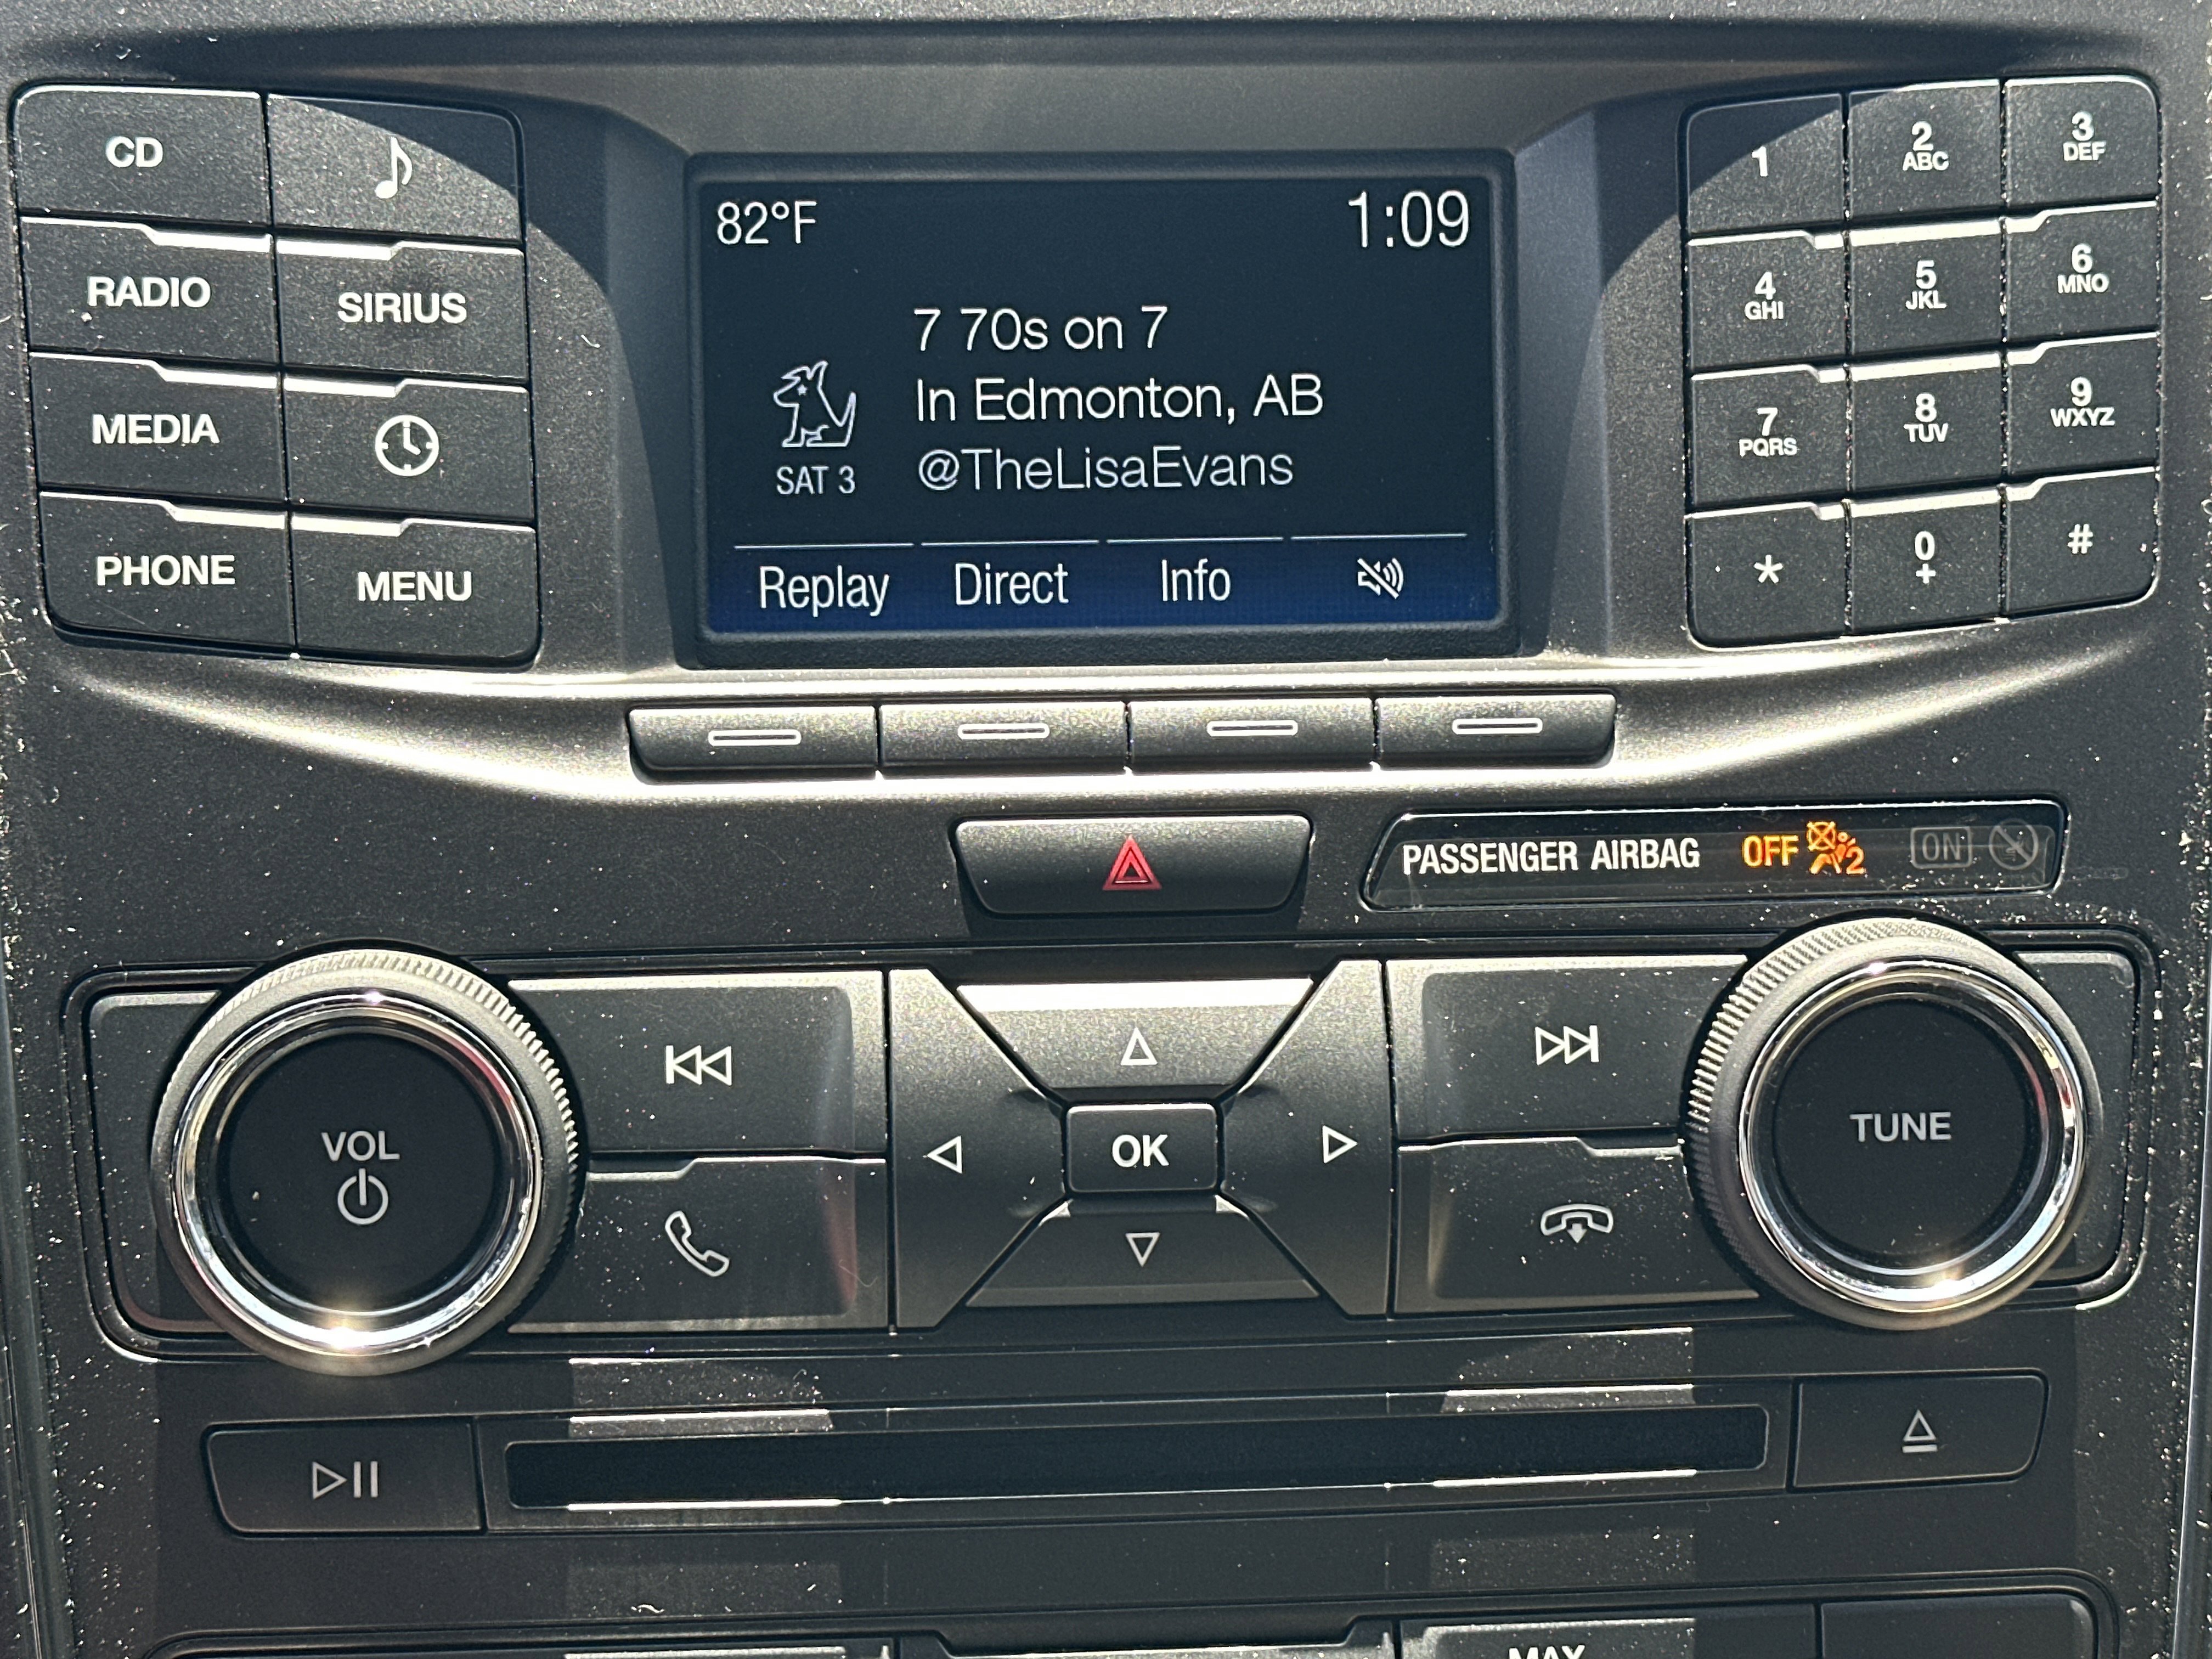 CD
RADIO
SIRIUS
MEDIA
PHONE
MENU
82°F
1:09
7 70s on 7
In Edmonton, AB
@TheLisaEvans
SAT 3
Replay
Direct
Info
1
2
ABC
3
DEF
4
GHI
5
JKL
6
MNO
7
PQRS
8
TUV
9
WXYZ
*
0
+
#
PASSENGER AIRBAG OFF 2 ON
VOL
OK
TUNE
MAX